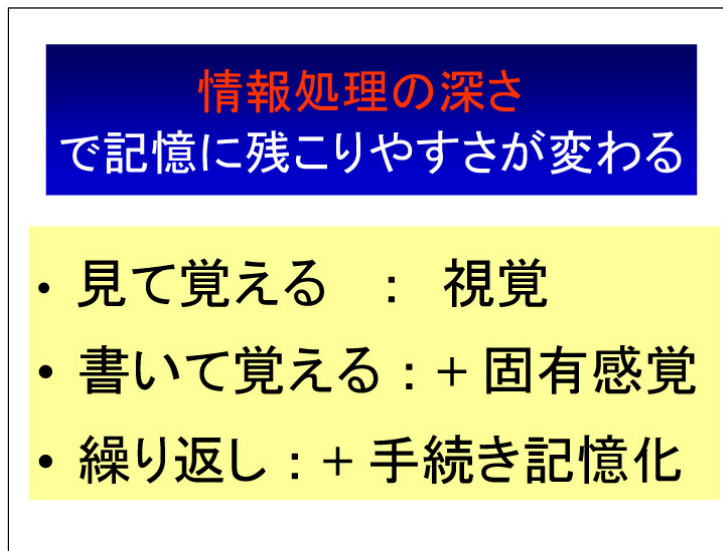 情報処理の深さ
で記憶に残こりやすさが変わる
• 見て覚える : 視覚
• 書いて覚える : + 固有感覚
• 繰り返し : + 手続き記憶化